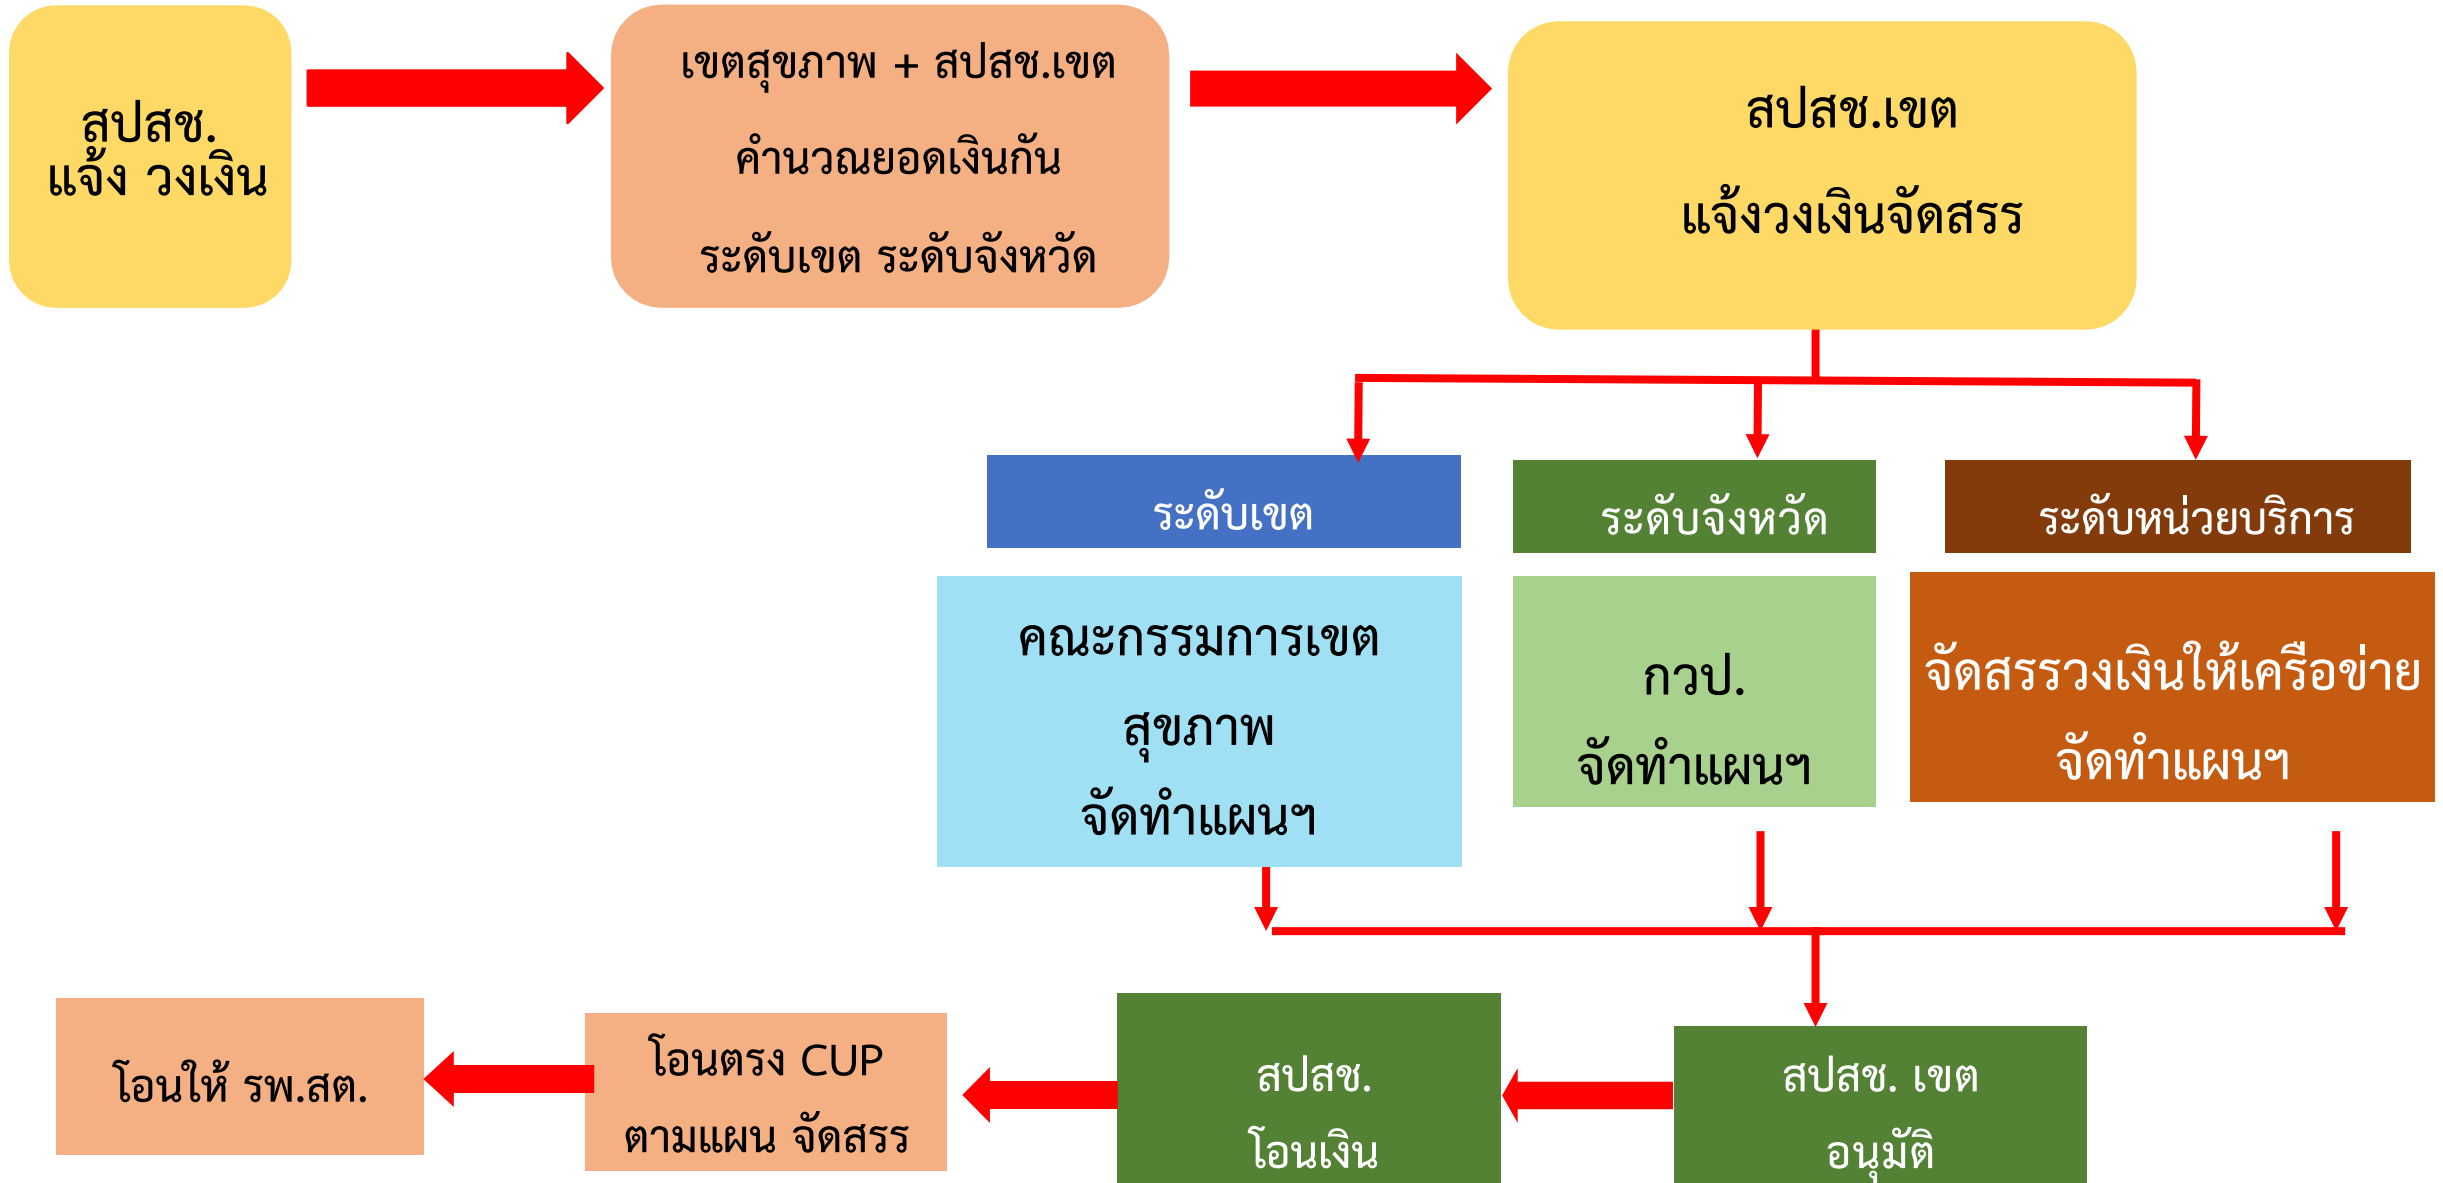 สปสช.
แจ้ง วงเงิน
เขตสุขภาพ + สปสช.เขต
คำนวณยอดเงินกัน
ระดับเขต ระดับจังหวัด
สปสช.เขต
แจ้งวงเงินจัดสรร
ระดับเขต
ระดับจังหวัด
ระดับหน่วยบริการ
คณะกรรมการเขต
สุขภาพ
จัดทำแผนฯ
กวป.
จัดทำแผนฯ
จัดสรรวงเงินให้เครือข่าย
จัดทำแผนฯ
โอนให้ รพ.สต.
โอนตรง CUP
ตามแผน จัดสรร
สปสช.
โอนเงิน
สปสช. เขต
อนุมัติ